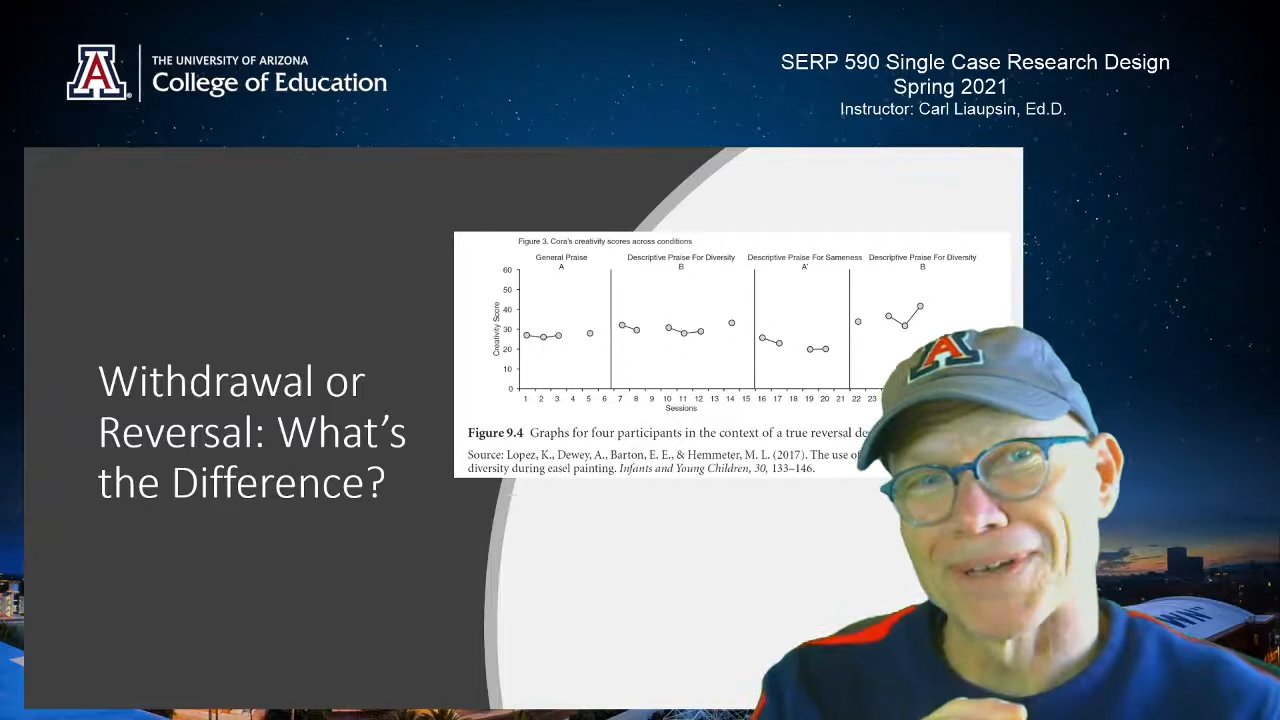 THE UNIVERSITY OF ARIZONA
College of Education
SERP 590 Single Case Research Design
Spring 2021
Instructor: Carl Liaupsin, Ed.D.
Withdrawal or
Reversal: What's
the Difference?
Figure 3. Cora's creativity scores across conditions
General Praise
A
Descriptive Praise For Diversity
B
Descriptive Praise For Sameness
A'
Descriptive Praise For Diversity
B
Creativity Score
60
50
40
30
20
10
0
1 2 3 5 6 7 8 9 10 11 12 13 14 15 16 17 18 19 20 21 22 23
Sessions
Figure 9.4 Graphs for four participants in the context of a true reversal de
Source: Lopez, K., Dewey, A., Barton, E. E., & Hemmeter, M. L. (2017). The use of
diversity during easel painting. Infants and Young Children, 30, 133–146.
A
A